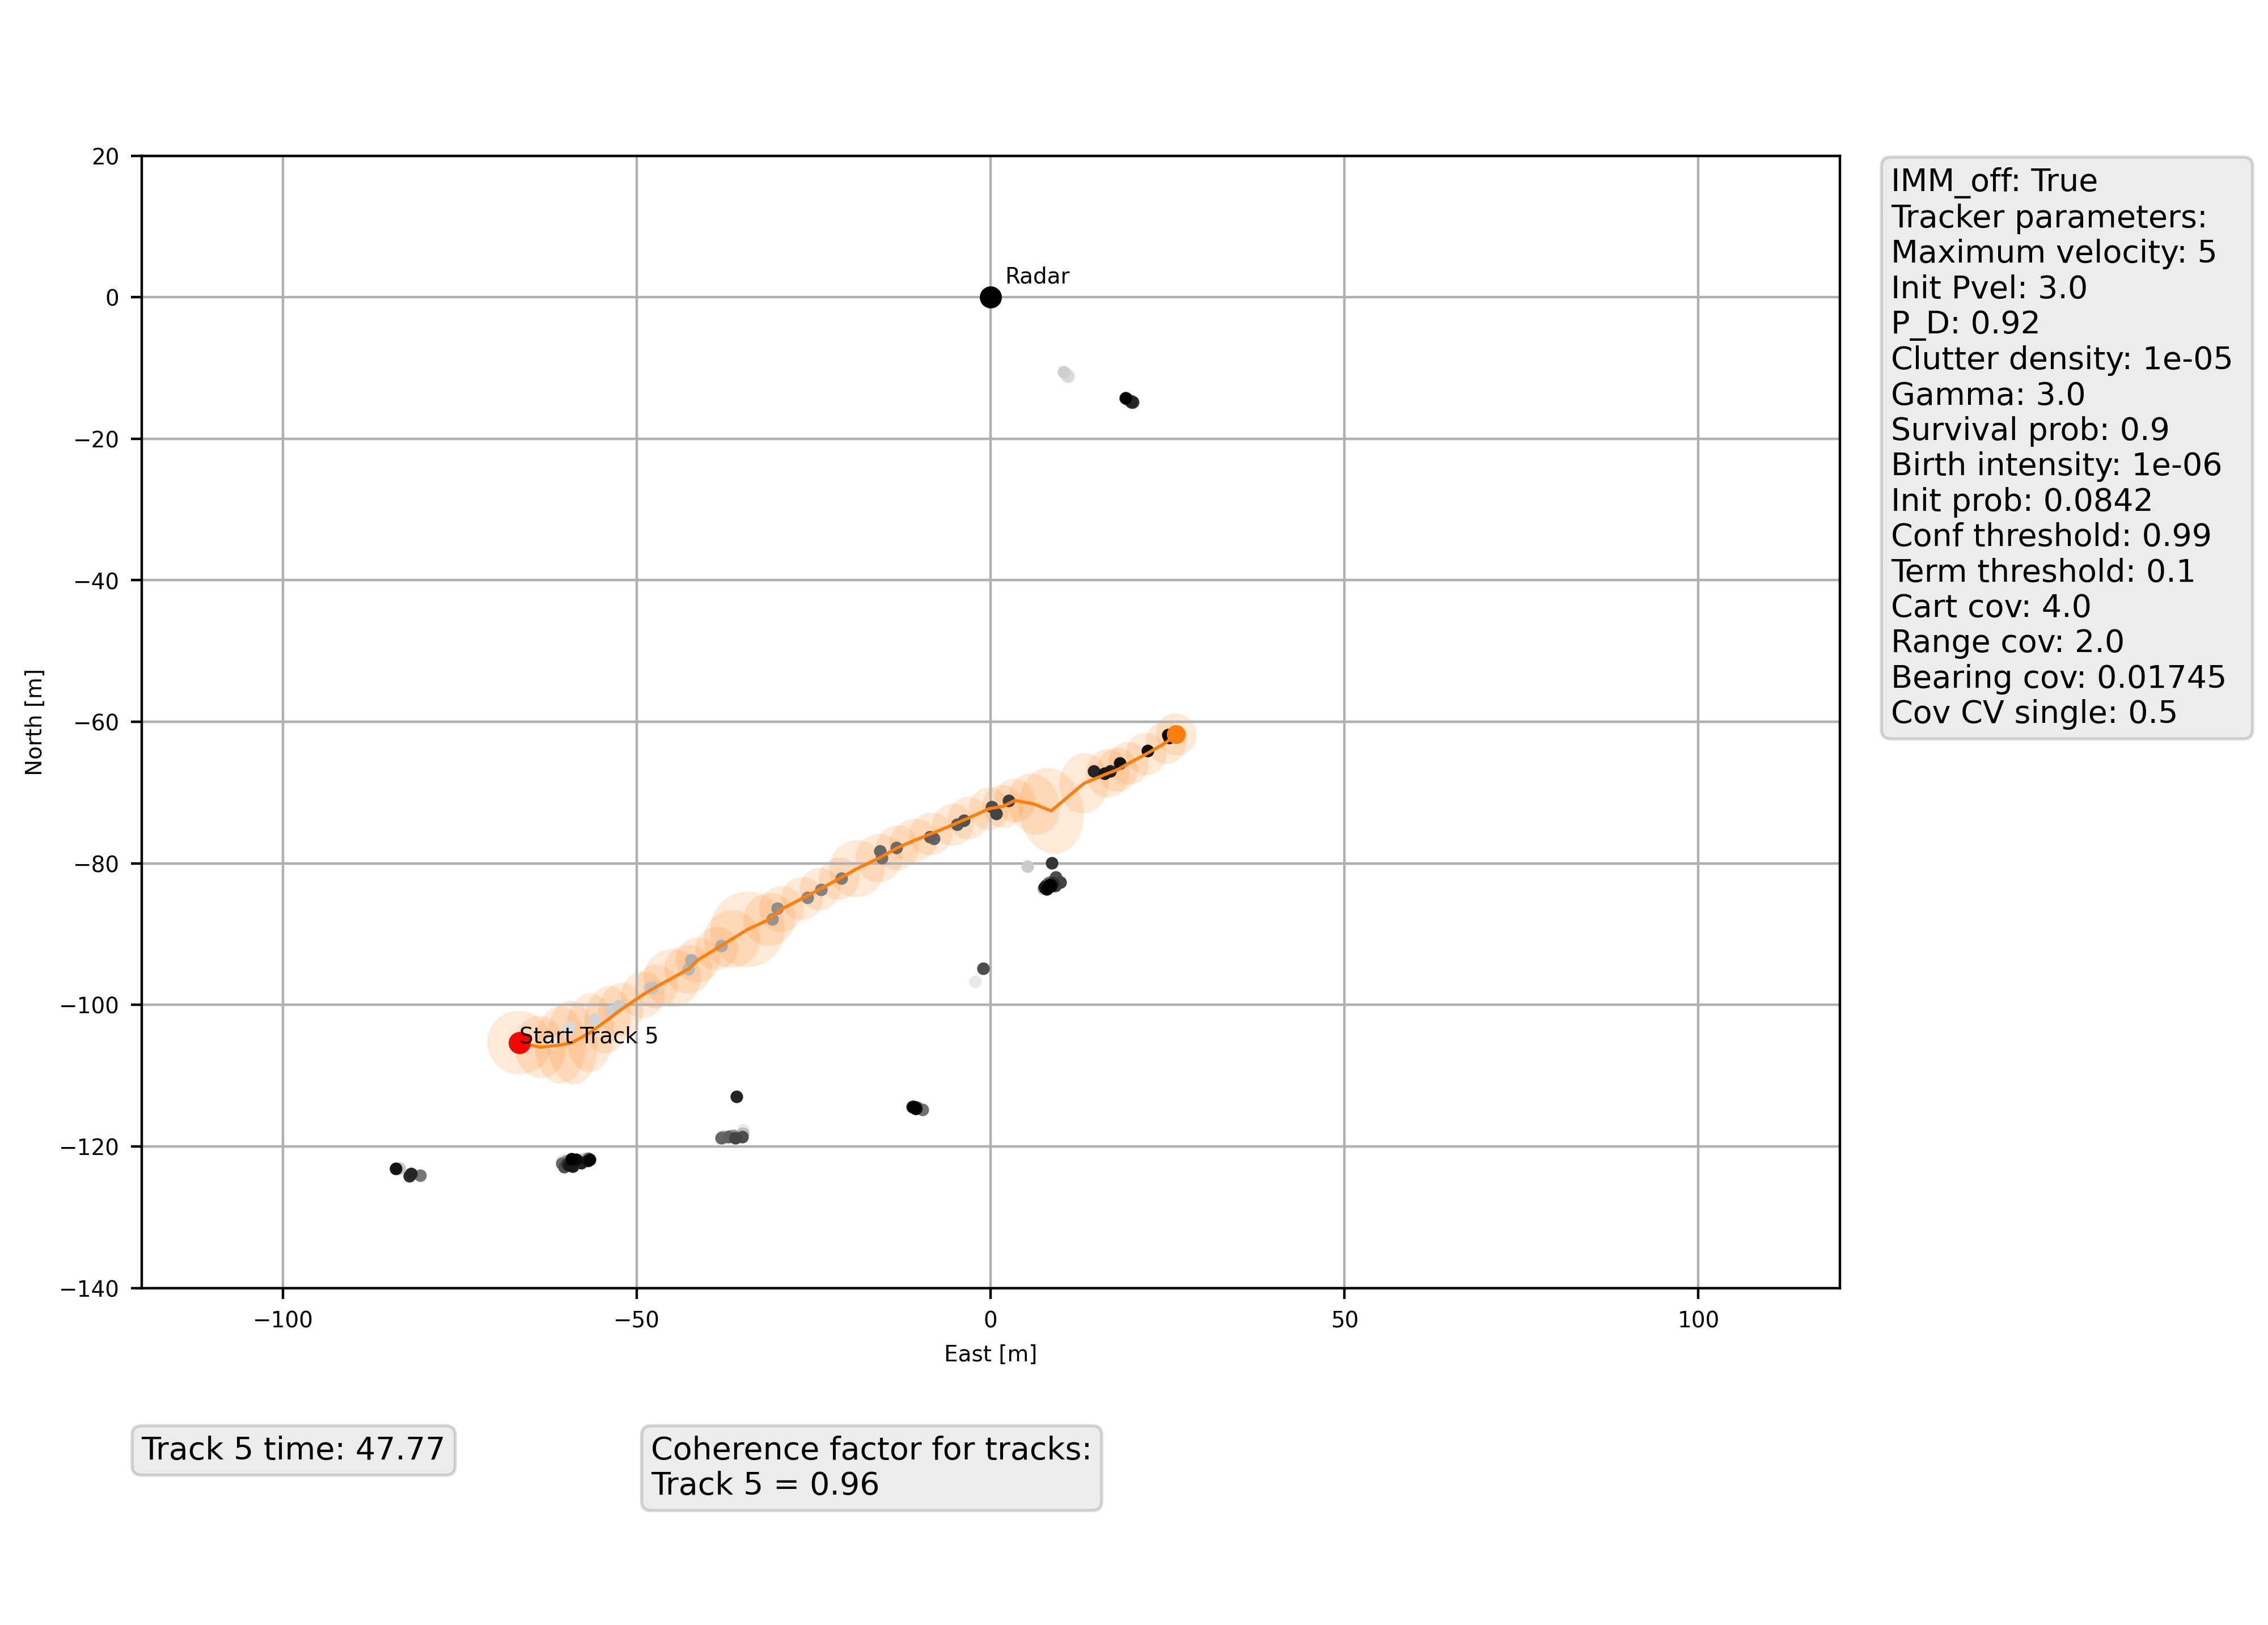 20
0
−20
−40
−60
−80
−100
−120
−140
North [m]
Radar
Start Track 5
−100
−50
0
50
100
East [m]
IMM_off: True
Tracker parameters:
Maximum velocity: 5
Init Pvel: 3.0
P_D: 0.92
Clutter density: 1e-05
Gamma: 3.0
Survival prob: 0.9
Birth intensity: 1e-06
Init prob: 0.0842
Conf threshold: 0.99
Term threshold: 0.1
Cart cov: 4.0
Range cov: 2.0
Bearing cov: 0.01745
Cov CV single: 0.5
Track 5 time: 47.77
Coherence factor for tracks:
Track 5 = 0.96